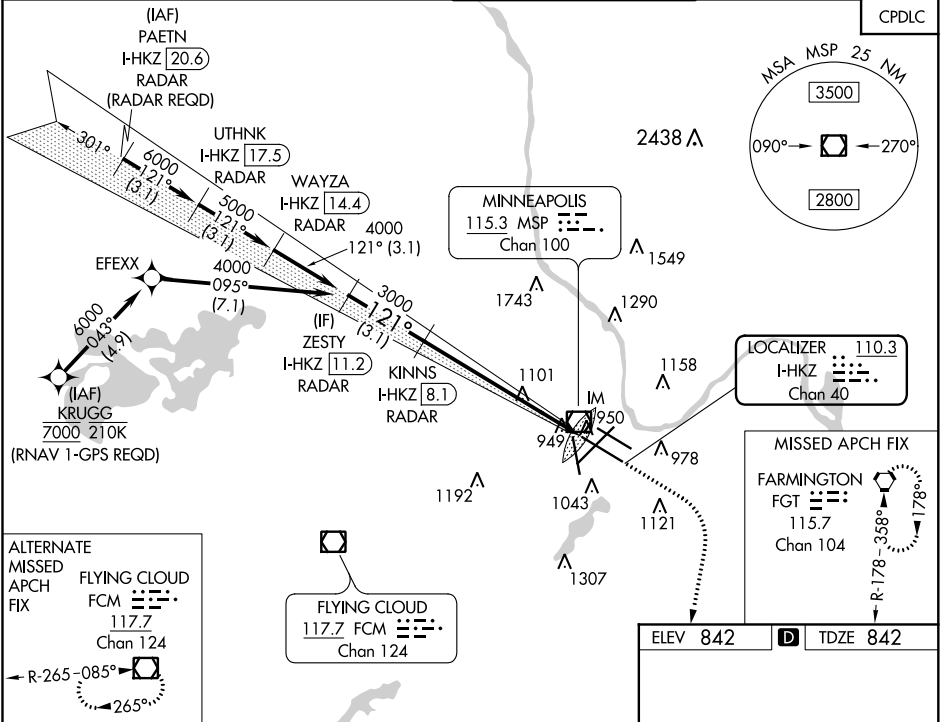 CPDLC
(IAF)
PAETN
I-HKZ 20.6
RADAR
(RADAR REQD)
301°
6000
121°
(3.1)
UTHNK
I-HKZ 17.5
RADAR
5000
121°
(3.1)
WAYZA
I-HKZ 14.4
RADAR
4000
121° (3.1)
EFEXX
4000
095°
(7.1)
6000
043°
(4.9)
(IAF)
KRUGG
7000 210K
(RNAV 1-GPS REQD)
3000
121°
(3.1)
(IF)
ZESTY
I-HKZ 11.2
RADAR
KINNS
I-HKZ 8.1
RADAR
MINNEAPOLIS
115.3 MSP
Chan 100
MSA MSP 25 NM
3500
090°
270°
2800
2438
1549
1743
1290
1158
1101
IM
950
949
978
1192
1043
1121
1307
LOCALIZER 110.3
I-HKZ
Chan 40
MISSED APCH FIX
FARMINGTON
FGT
115.7
Chan 104
R-178
358°
178°
FLYING CLOUD
117.7 FCM
Chan 124
ALTERNATE
MISSED
APCH
FIX
FLYING CLOUD
FCM
117.7
Chan 124
R-265
085°
265°
ELEV 842
D
TDZE 842